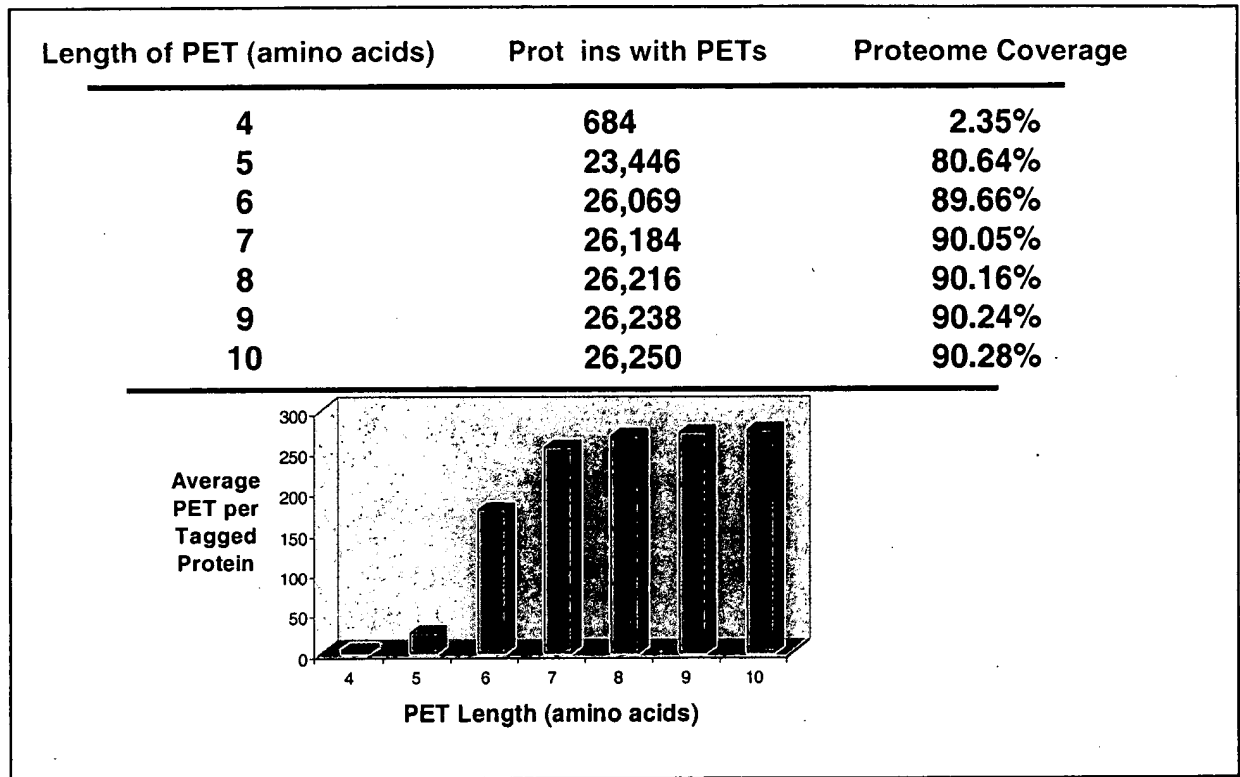 Length of PET (amino acids) Prot ins with PETs Proteome Coverage
4 684 2.35%
5 23,446 80.64%
6 26,069 89.66%
7 26,184 90.05%
8 26,216 90.16%
9 26,238 90.24%
10 26,250 90.28%
300
250
200
150
100
50
0
Average
PET per
Tagged
Protein
4 5 6 7 8 9 10
PET Length (amino acids)